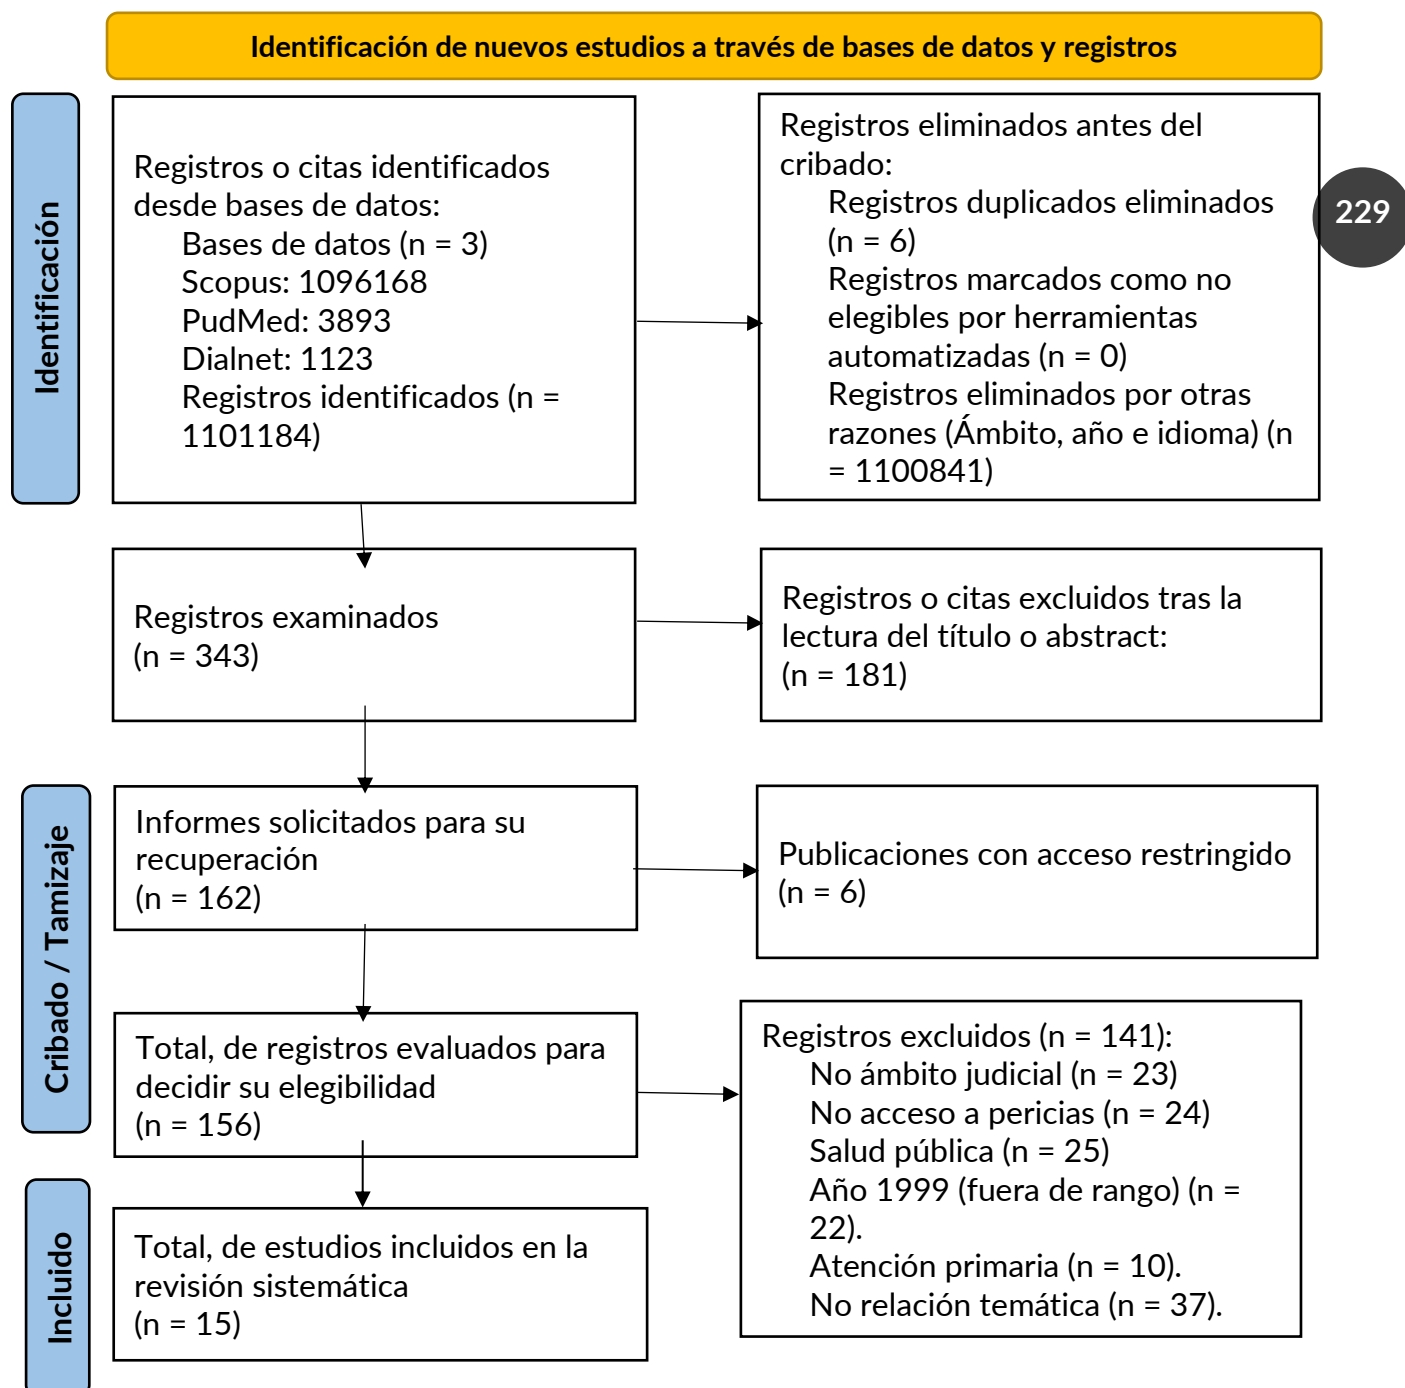 Identificación de nuevos estudios a través de bases de datos y registros
Identificación
Registros o citas identificados
desde bases de datos:
Bases de datos (n = 3)
Scopus: 1096168
PudMed: 3893
Dialnet: 1123
Registros identificados (n =
1101184)
Registros eliminados antes del
cribado:
Registros duplicados eliminados
(n = 6)
Registros marcados como no
elegibles por herramientas
automatizadas (n = 0)
Registros eliminados por otras
razones (Ámbito, año e idioma) (n
= 1100841)
229
Registros examinados
(n = 343)
Registros o citas excluidos tras la
lectura del título o abstract:
(n = 181)
Cribado / Tamizaje
Informes solicitados para su
recuperación
(n = 162)
Publicaciones con acceso restringido
(n = 6)
Total, de registros evaluados para
decidir su elegibilidad
(n = 156)
Registros excluidos (n = 141):
No ámbito judicial (n = 23)
No acceso a pericias (n = 24)
Salud pública (n = 25)
Año 1999 (fuera de rango) (n =
22).
Atención primaria (n = 10).
No relación temática (n = 37).
Incluido
Total, de estudios incluidos en la
revisión sistemática
(n = 15)